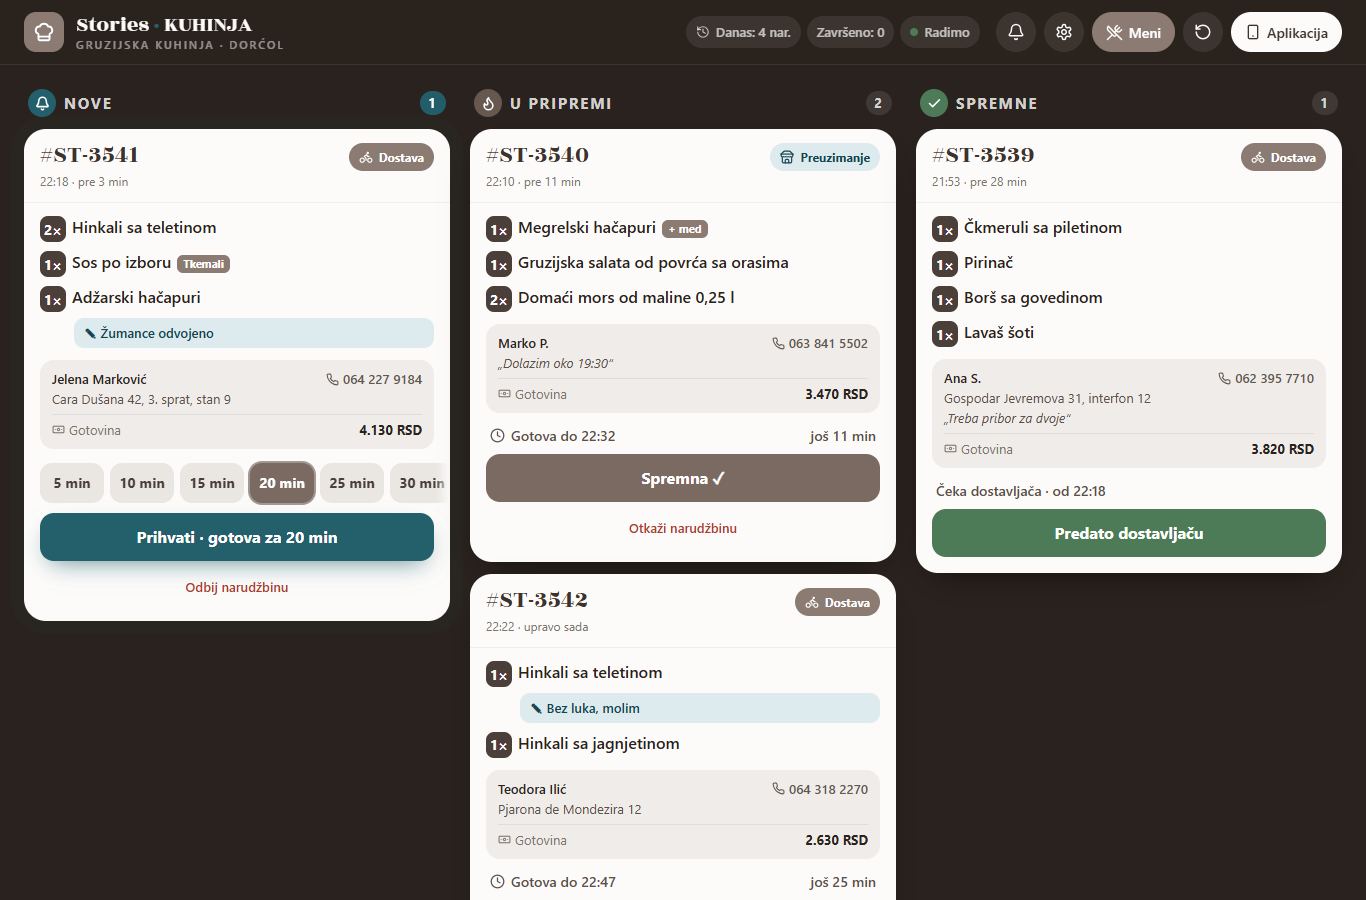 Stories · KUHINJA
GRUZIJSKA KUHINJA · DORĆOL
Danas: 4 nar.
Završeno: 0
Radimo
Meni
Aplikacija
NOVE
1
#ST-3541
Dostava
22:18 · pre 3 min
2× Hinkali sa teletinom
1× Sos po izboru Tkemali
1× Adžarski hačapuri
Žumance odvojeno
Jelena Marković
064 227 9184
Cara Dušana 42, 3. sprat, stan 9
Gotovina
4.130 RSD
5 min
10 min
15 min
20 min
25 min
30 min
Prihvati · gotova za 20 min
Odbij narudžbinu
U PRIPREMI
2
#ST-3540
Preuzimanje
22:10 · pre 11 min
1× Megrelski hačapuri + med
1× Gruzijska salata od povrća sa orasima
2× Domaći mors od maline 0,25 l
Marko P.
063 841 5502
„Dolazim oko 19:30“
Gotovina
3.470 RSD
Gotova do 22:32
još 11 min
Spremna ✓
Otkaži narudžbinu
#ST-3542
Dostava
22:22 · upravo sada
1× Hinkali sa teletinom
Bez luka, molim
1× Hinkali sa jagnjetinom
Teodora Ilić
064 318 2270
Pjarona de Mondezira 12
Gotovina
2.630 RSD
Gotova do 22:47
još 25 min
SPREMNE
1
#ST-3539
Dostava
21:53 · pre 28 min
1× Čkmeruli sa piletinom
1× Pirinač
1× Borš sa govedinom
1× Lavaš šoti
Ana S.
062 395 7710
Gospodar Jevremova 31, interfon 12
„Treba pribor za dvoje“
Gotovina
3.820 RSD
Čeka dostavljača · od 22:18
Predato dostavljaču